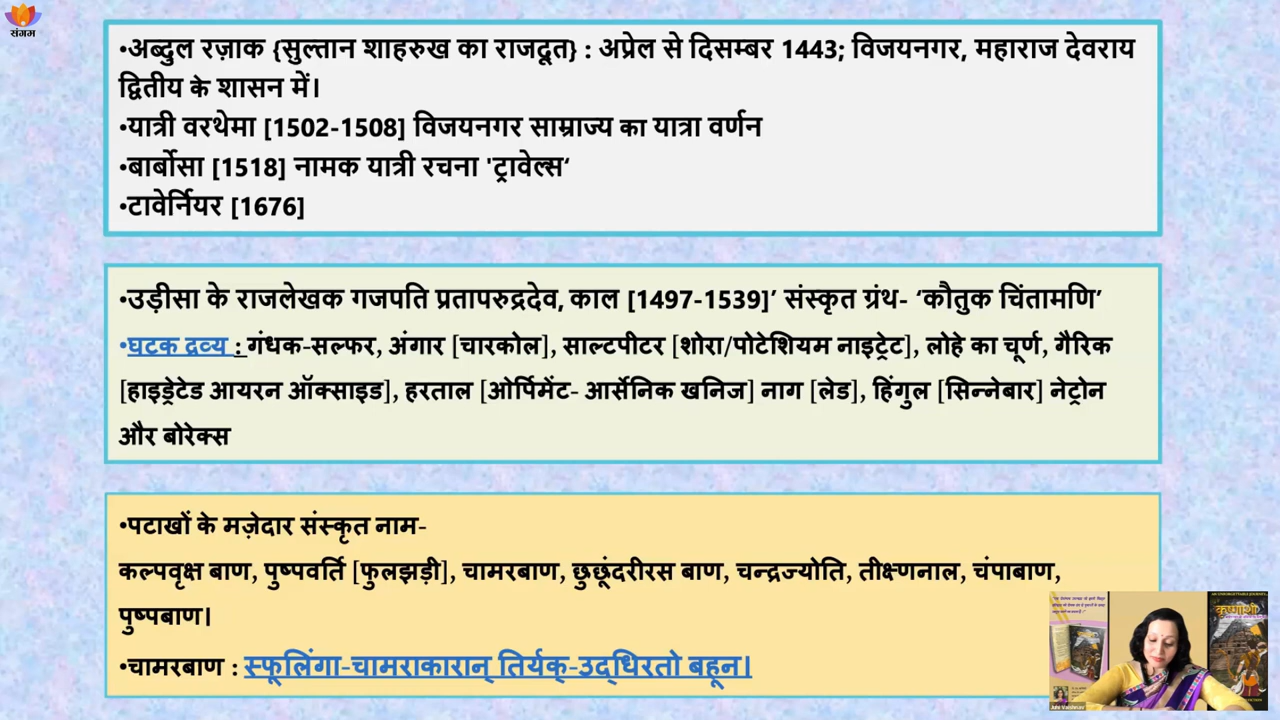 संगम
•अब्दुल रज़ाक {सुल्तान शाहरुख का राजदूत} : अप्रेल से दिसम्बर 1443; विजयनगर, महाराज देवराय
द्वितीय के शासन में।
•यात्री वरथेमा [1502-1508] विजयनगर साम्राज्य का यात्रा वर्णन
•बार्बोसा [1518] नामक यात्री रचना 'ट्रावेल्स‘
•टावेर्नियर [1676]
•उड़ीसा के राजलेखक गजपति प्रतापरुद्रदेव, काल [1497-1539]’ संस्कृत ग्रंथ- ‘कौतुक चिंतामणि’
•घटक द्रव्य : गंधक-सल्फर, अंगार [चारकोल], साल्टपीटर [शोरा/पोटेशियम नाइट्रेट], लोहे का चूर्ण, गैरिक
[हाइड्रेटेड आयरन ऑक्साइड], हरताल [ओर्पिमेंट- आर्सेनिक खनिज] नाग [लेड], हिंगुल [सिन्नेबार] नेट्रोन
और बोरेक्स
•पटाखों के मज़ेदार संस्कृत नाम-
कल्पवृक्ष बाण, पुष्पवर्ति [फुलझड़ी], चामरबाण, छुछूंदरीरस बाण, चन्द्रज्योति, तीक्ष्णनाल, चंपाबाण,
पुष्पबाण।
•चामरबाण : स्फूलिंगा-चामराकारान् तिर्यक्-उद्धिरतो बहून।
कृष्णाशी